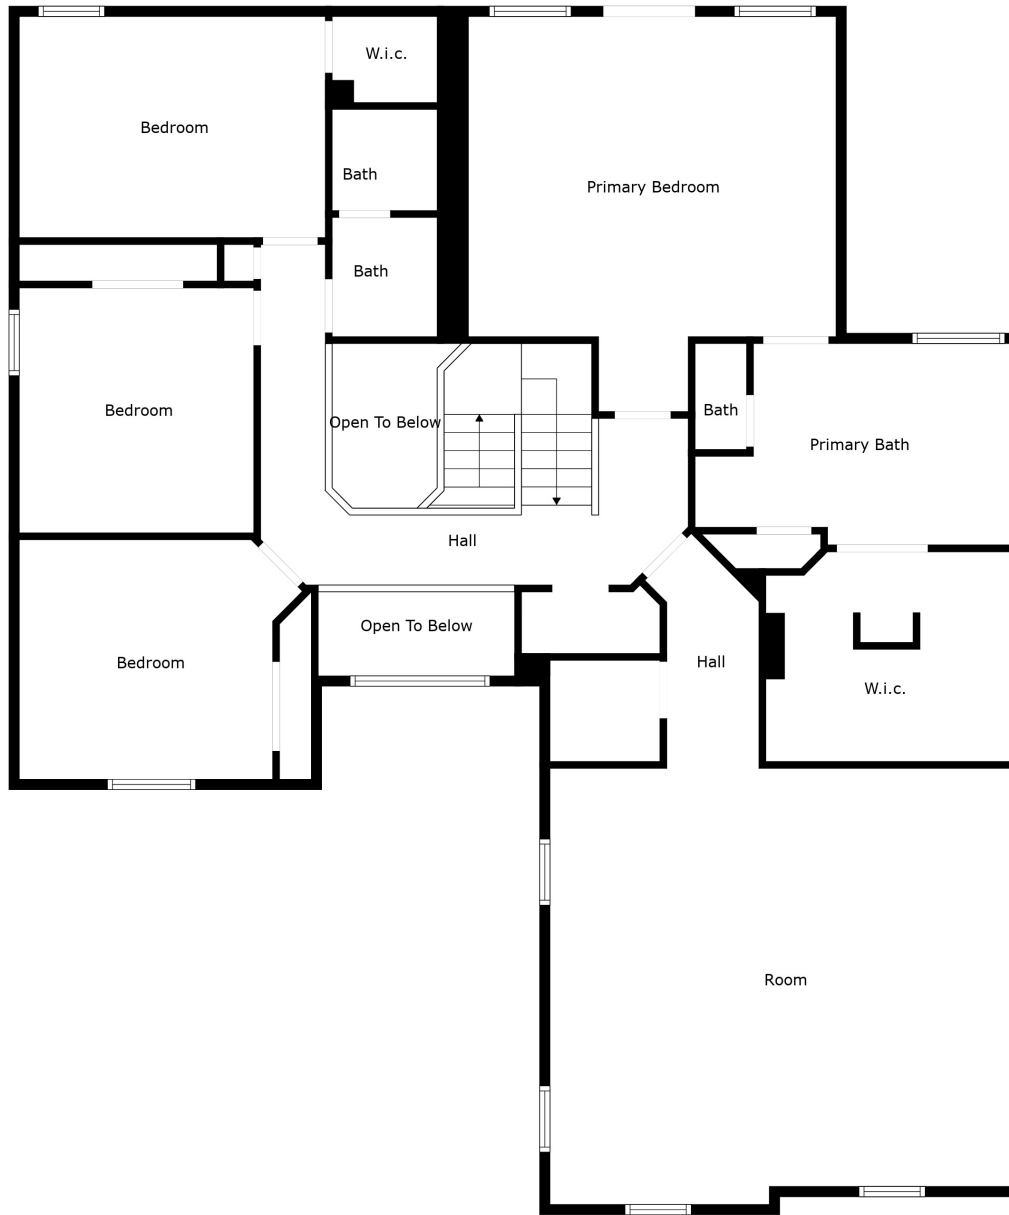 W.i.c.
Bedroom
Bath
Primary Bedroom
Bath
Bedroom
Open To Below
Bath
Primary Bath
Hall
Open To Below
Bedroom
Hall
W.i.c.
Room